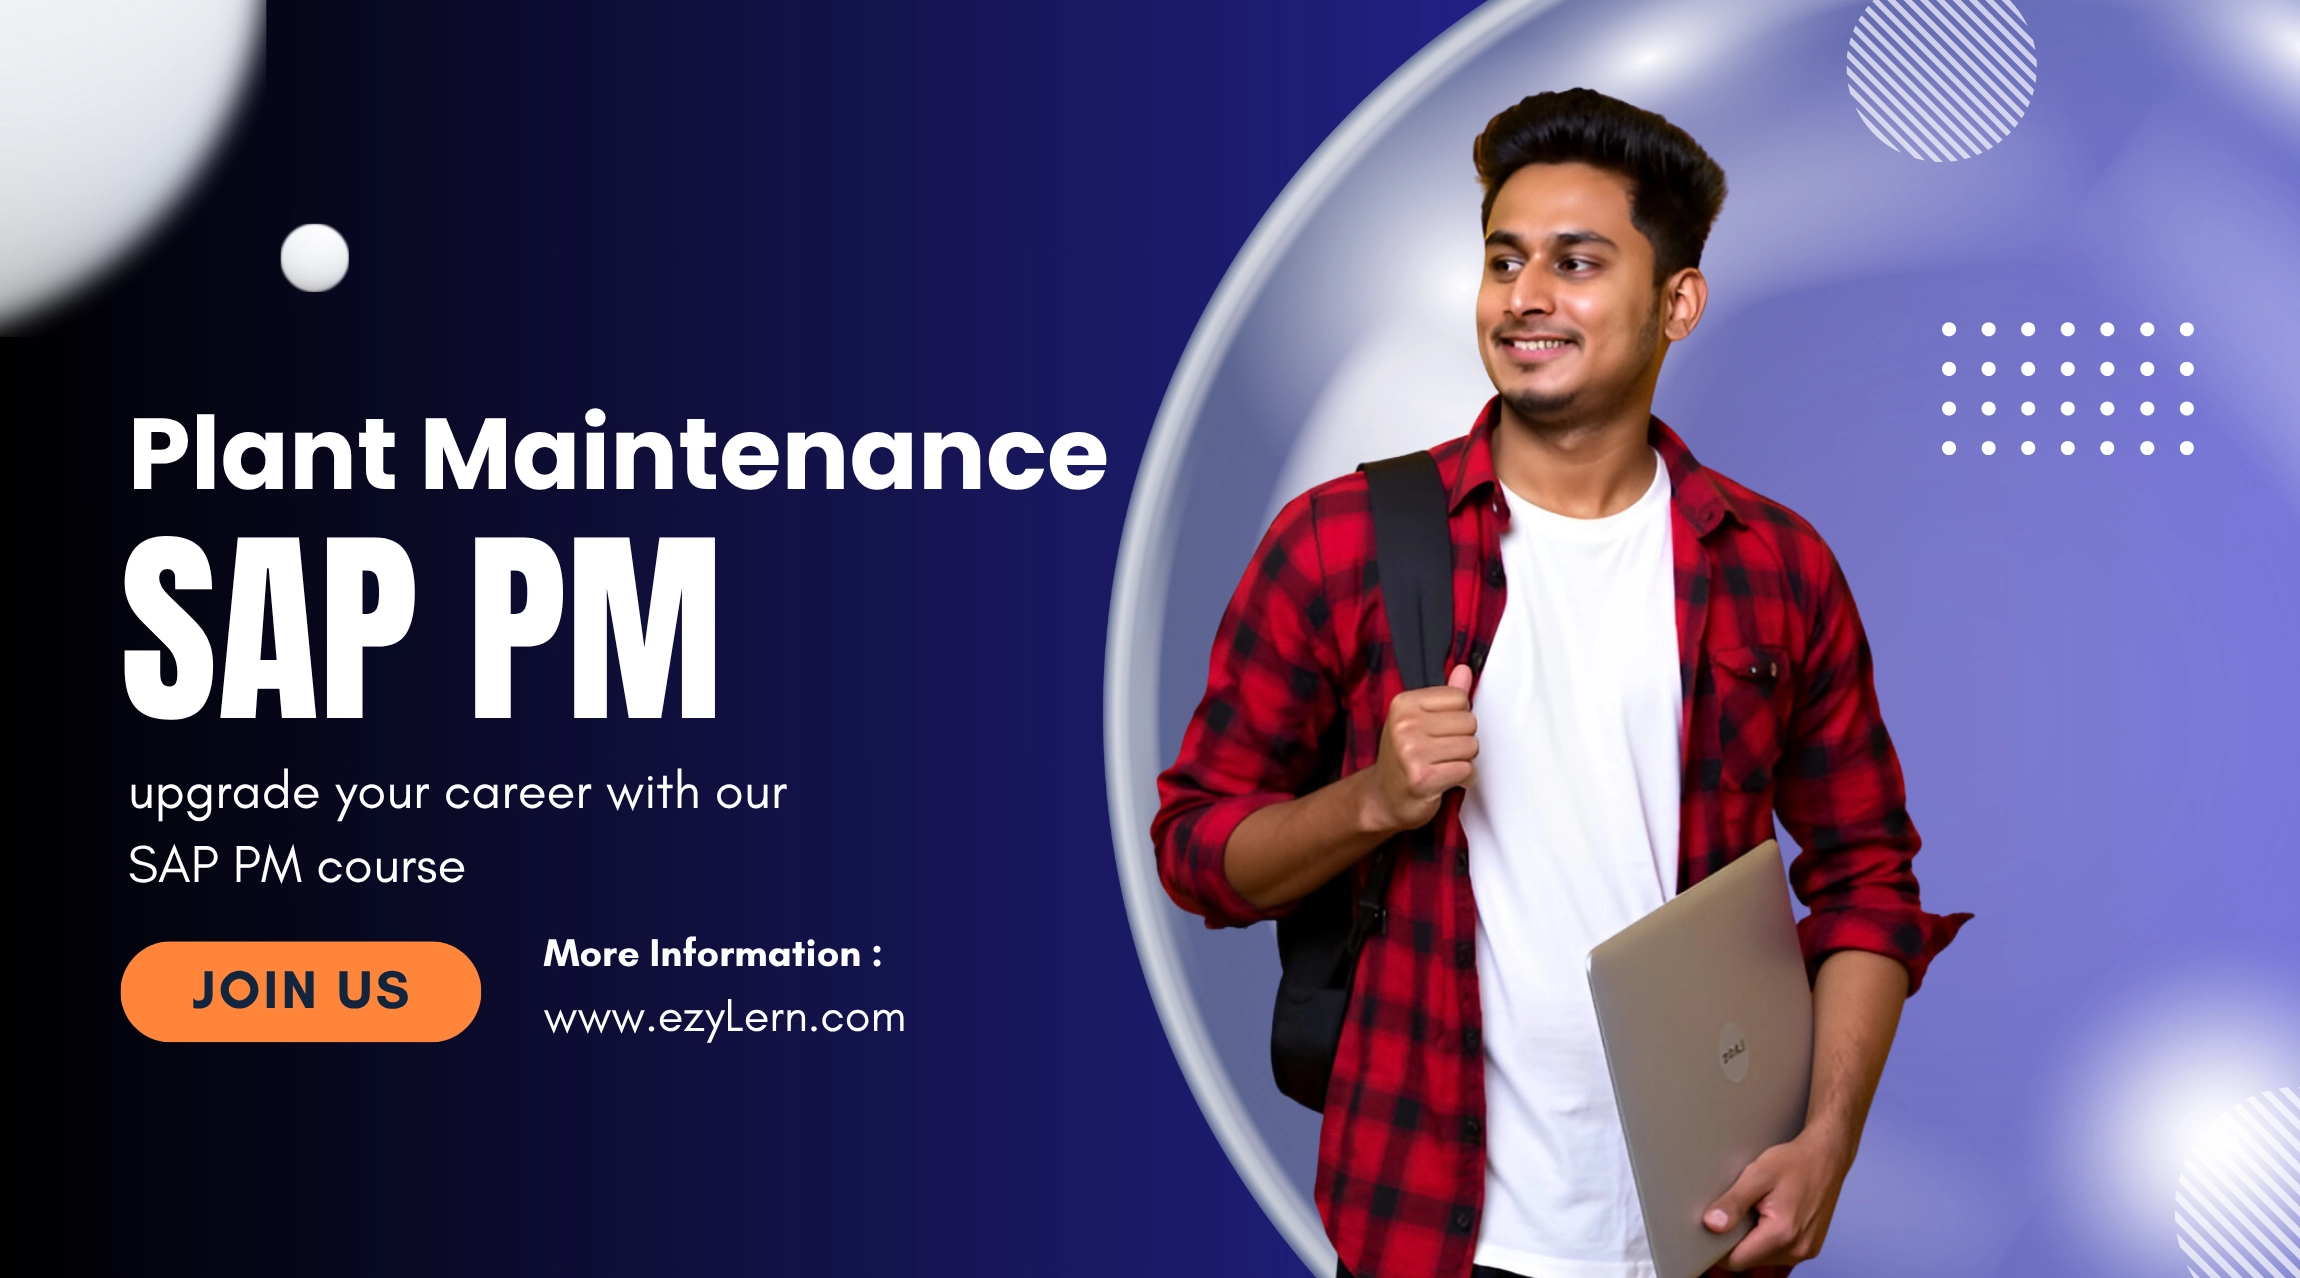 Plant Maintenance
SAP PM
upgrade your career with our
SAP PM course
JOIN US
More Information :
www.ezyLern.com